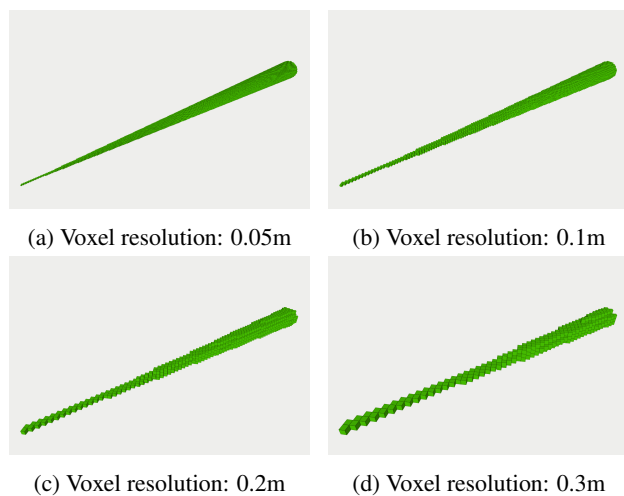 (a) Voxel resolution: 0.05m
(b) Voxel resolution: 0.1m
(c) Voxel resolution: 0.2m
(d) Voxel resolution: 0.3m